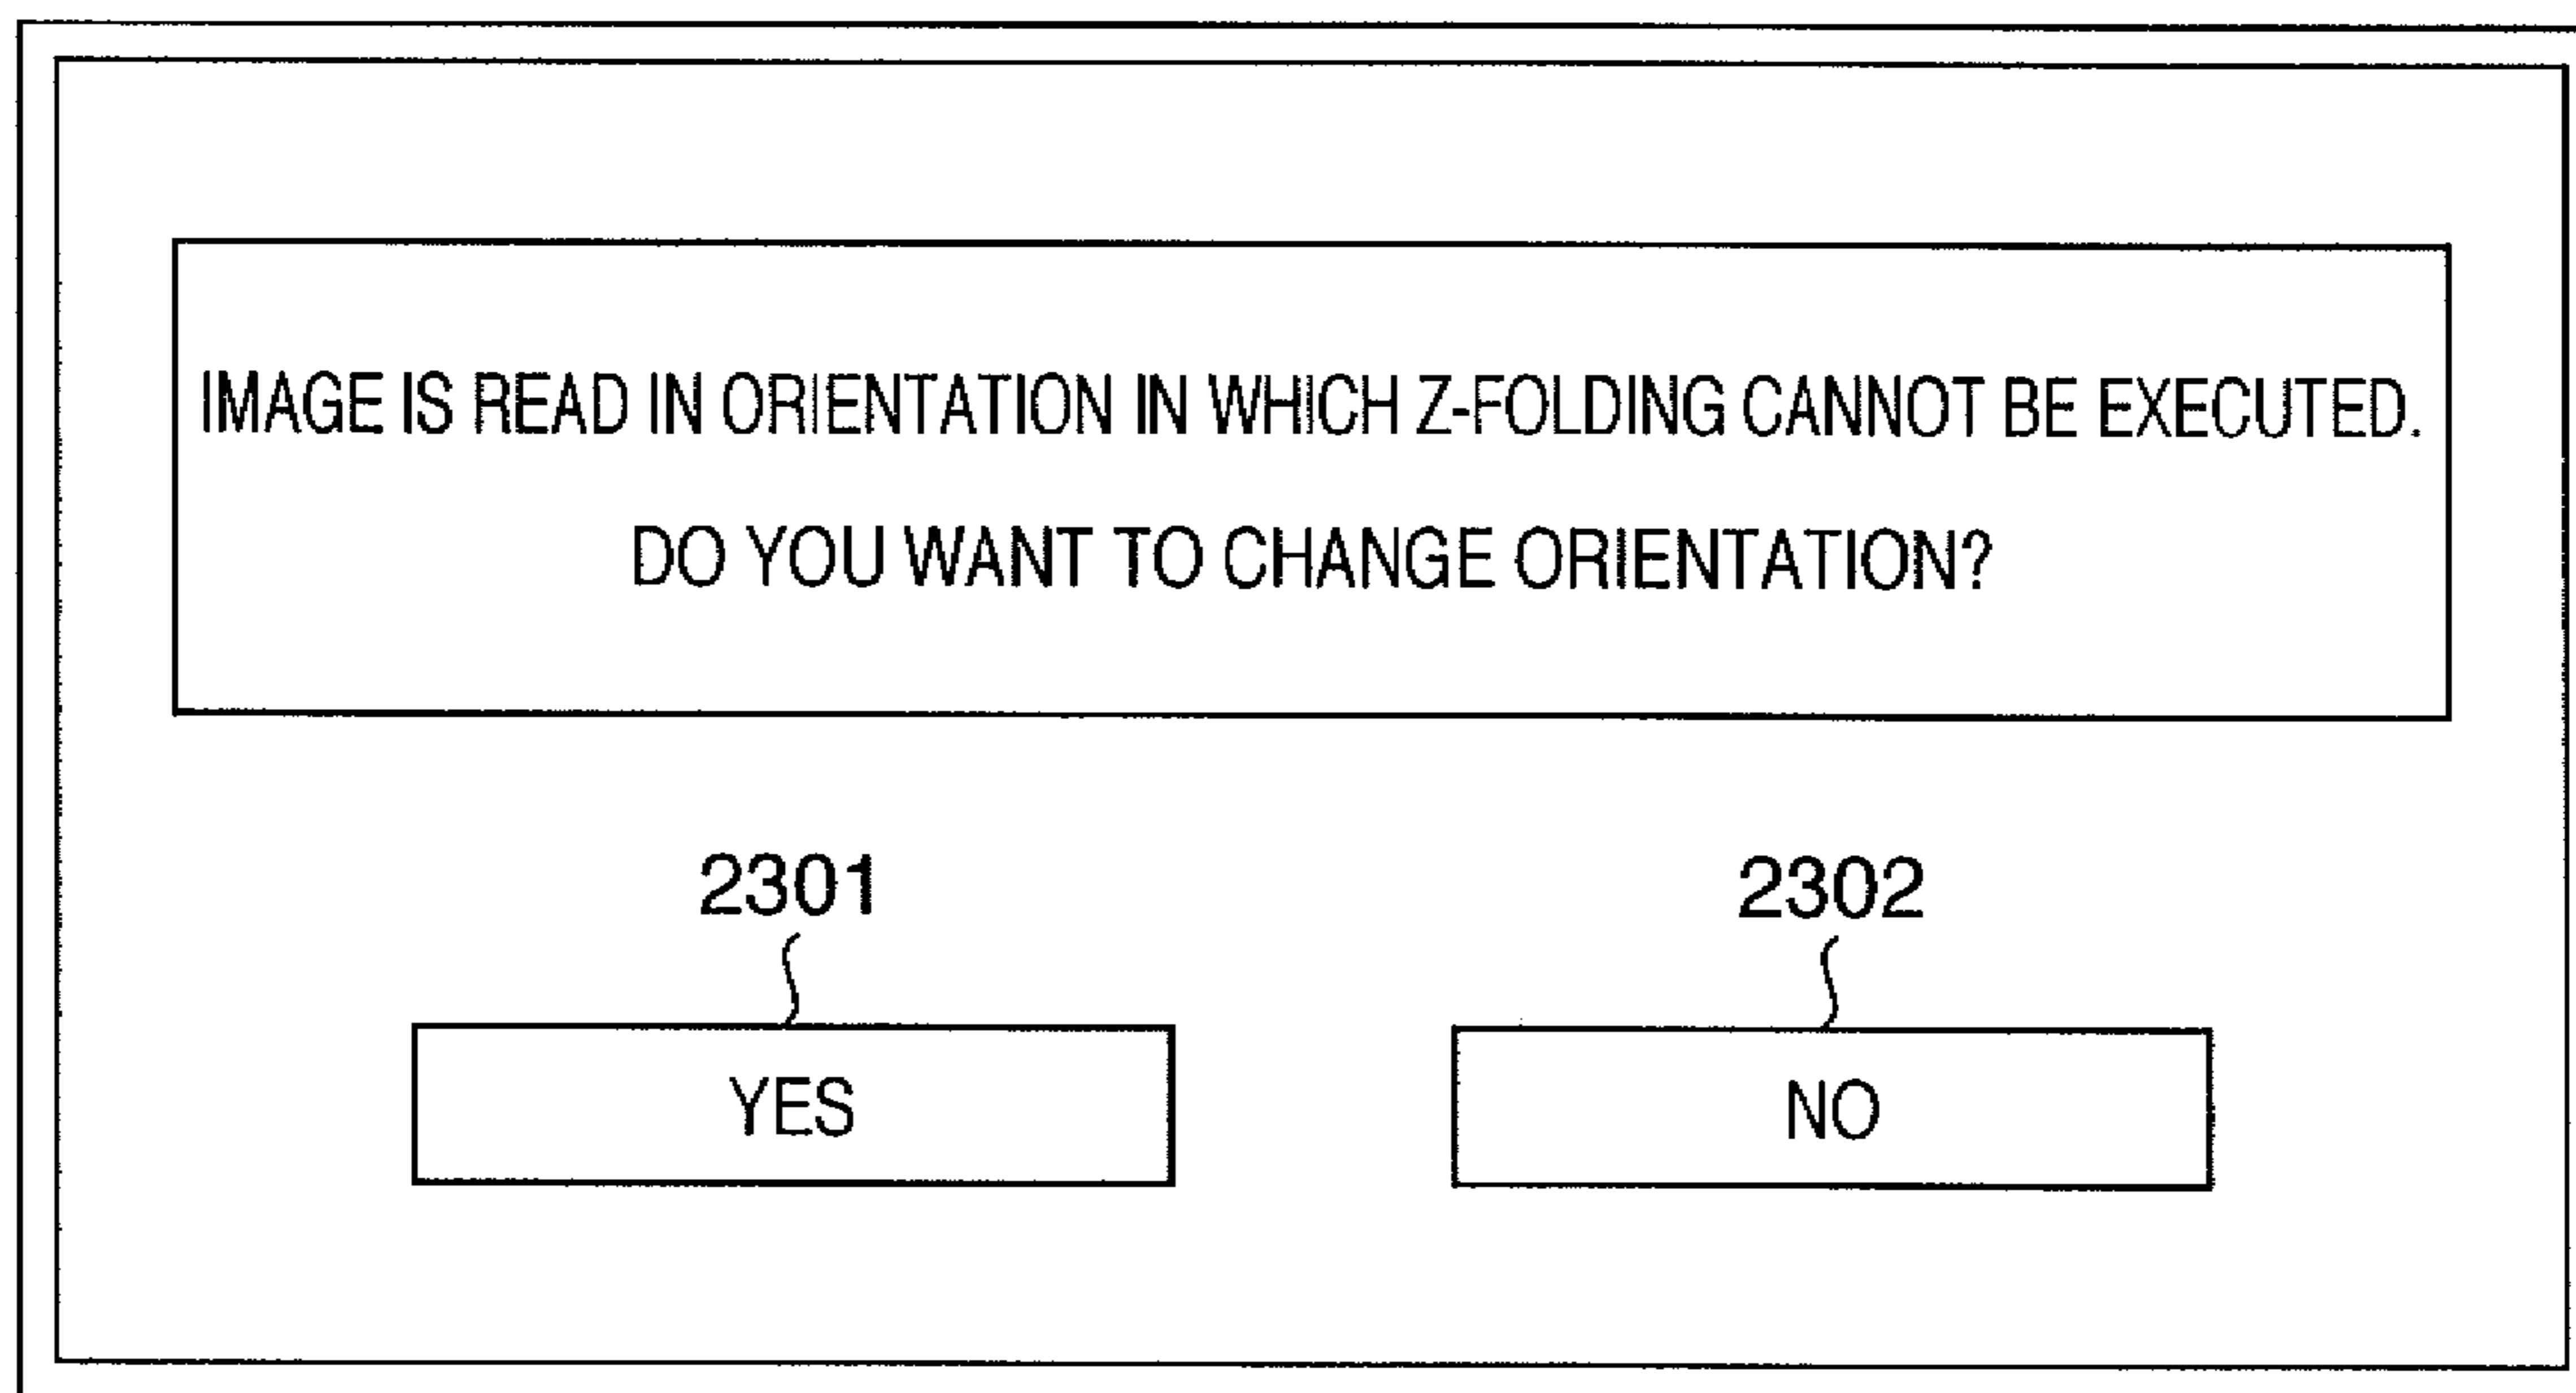 IMAGE IS READ IN ORIENTATION IN WHICH Z-FOLDING CANNOT BE EXECUTED.
DO YOU WANT TO CHANGE ORIENTATION?
2301 2302
YES NO